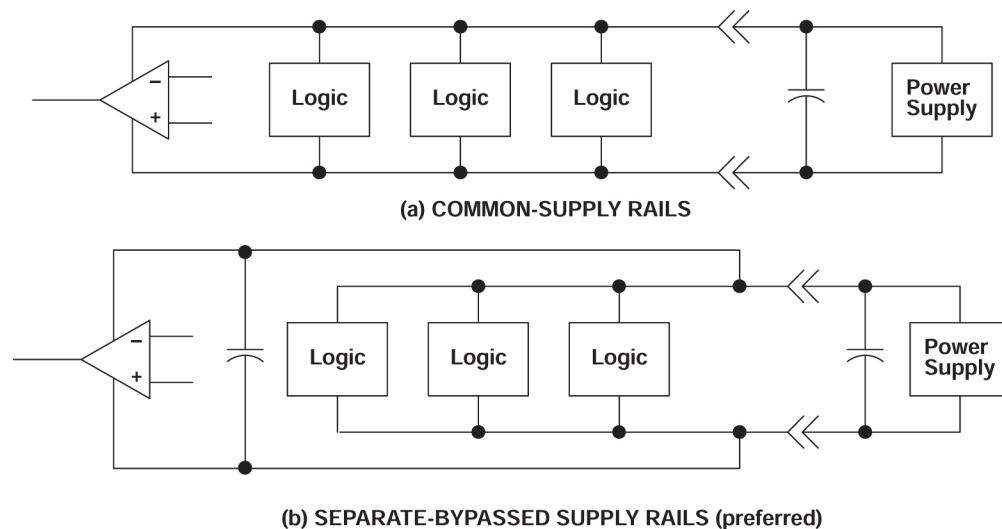 −
+
Logic
Logic
Logic
Power
Supply
(a) COMMON-SUPPLY RAILS
−
+
Logic
Logic
Logic
Power
Supply
(b) SEPARATE-BYPASSED SUPPLY RAILS (preferred)